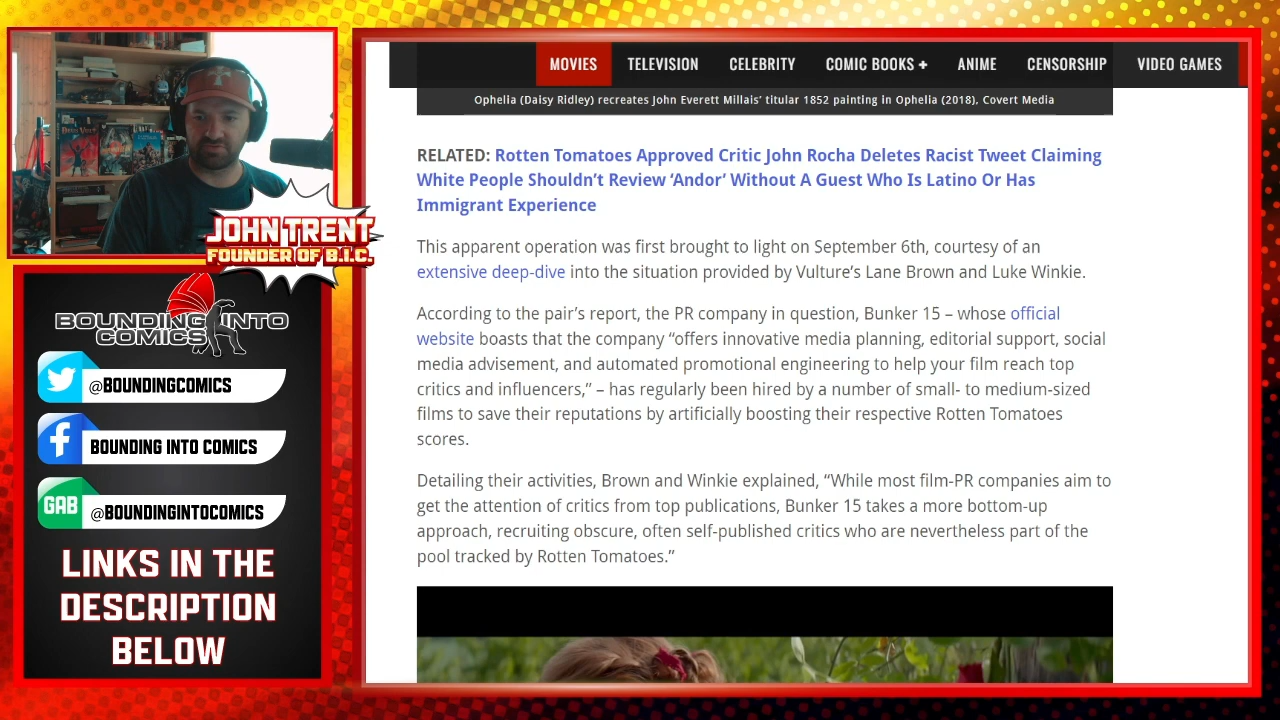 MOVIES TELEVISION CELEBRITY COMIC BOOKS + ANIME CENSORSHIP VIDEO GAMES
Ophelia (Daisy Ridley) recreates John Everett Millais’ titular 1852 painting in Ophelia (2018), Covert Media
RELATED: Rotten Tomatoes Approved Critic John Rocha Deletes Racist Tweet Claiming
White People Shouldn’t Review ‘Andor’ Without A Guest Who Is Latino Or Has
Immigrant Experience
This apparent operation was first brought to light on September 6th, courtesy of an
extensive deep-dive into the situation provided by Vulture’s Lane Brown and Luke Winkie.
According to the pair’s report, the PR company in question, Bunker 15 – whose official
website boasts that the company “offers innovative media planning, editorial support, social
media advisement, and automated promotional engineering to help your film reach top
critics and influencers,” – has regularly been hired by a number of small- to medium-sized
films to save their reputations by artificially boosting their respective Rotten Tomatoes
scores.
Detailing their activities, Brown and Winkie explained, “While most film-PR companies aim to
get the attention of critics from top publications, Bunker 15 takes a more bottom-up
approach, recruiting obscure, often self-published critics who are nevertheless part of the
pool tracked by Rotten Tomatoes.”
JOHN TRENT
FOUNDER OF B.I.C.
BOUNDING INTO
COMICS
@BOUNDINGCOMICS
BOUNDING INTO COMICS
GAB @BOUNDINGINTOCOMICS
LINKS IN THE
DESCRIPTION
BELOW